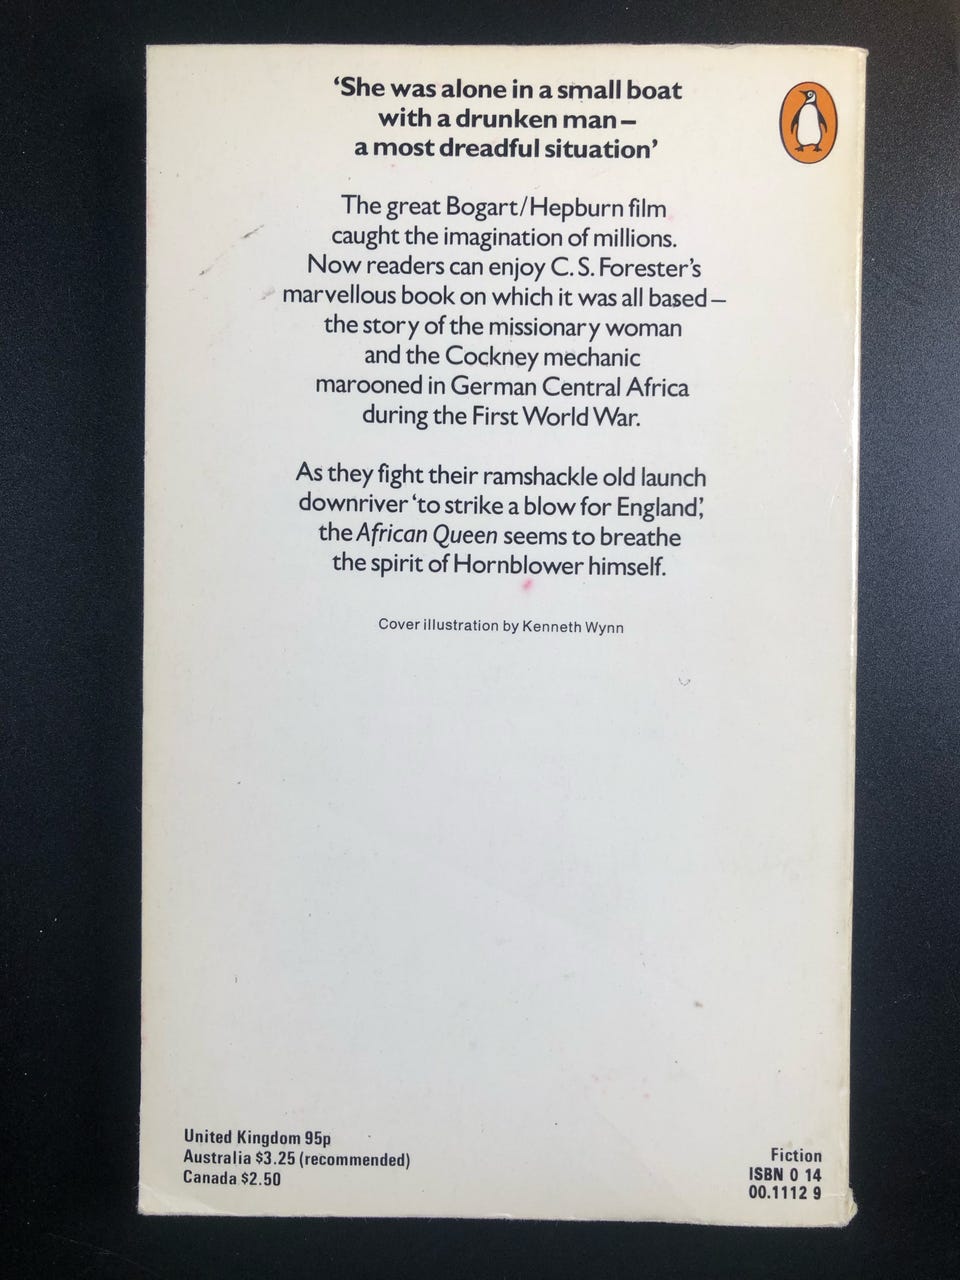 ‘She was alone in a small boat
with a drunken man –
a most dreadful situation’
The great Bogart/Hepburn film
caught the imagination of millions.
Now readers can enjoy C. S. Forester’s
marvellous book on which it was all based –
the story of the missionary woman
and the Cockney mechanic
marooned in German Central Africa
during the First World War.
As they fight their ramshackle old launch
downriver ‘to strike a blow for England’,
the African Queen seems to breathe
the spirit of Hornblower himself.
Cover illustration by Kenneth Wynn
United Kingdom 95p
Australia $3.25 (recommended)
Canada $2.50
Fiction
ISBN 0 14
00.1112 9